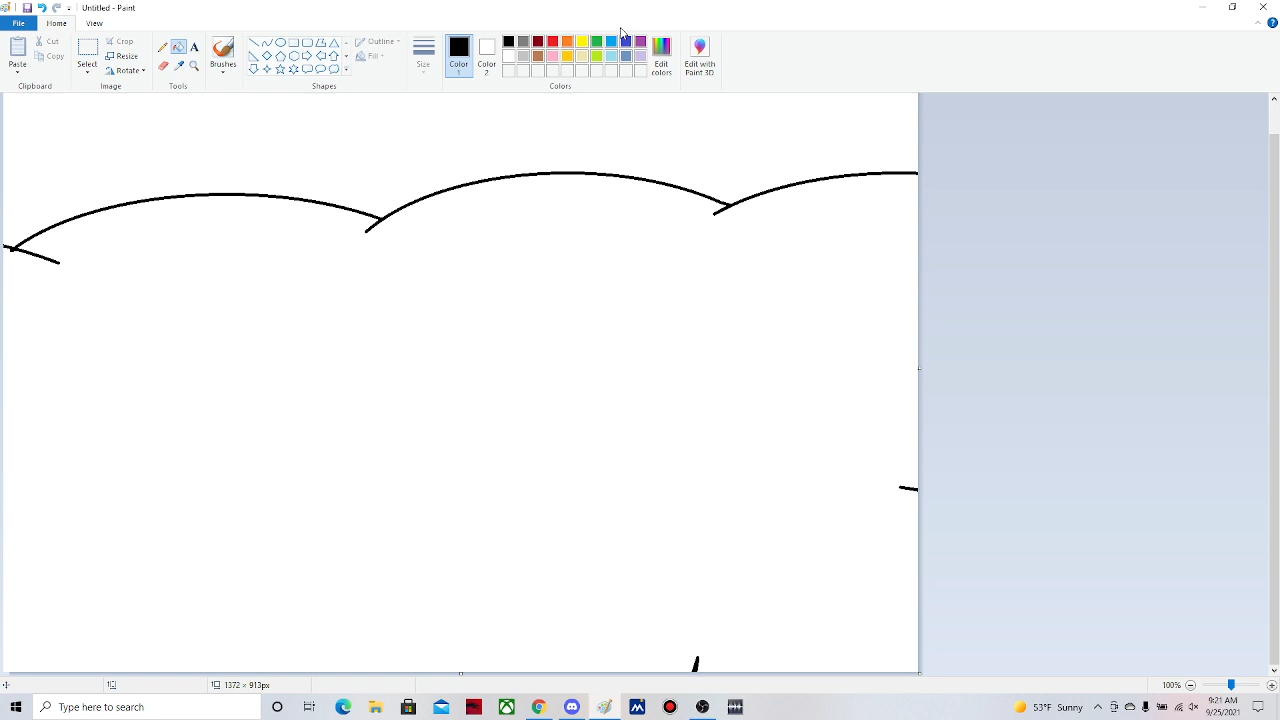 Untitled - Paint
File
Home
View
Paste
Cut
Copy
Clipboard
Select
Crop
Resize
Rotate
Image
Tools
Brushes
Outline
Fill
Shapes
Size
Color
1
Color
2
Edit
colors
Colors
Edit with
Paint 3D
1372 × 913px
100%
Type here to search
53°F Sunny
9:21 AM
9/25/2021